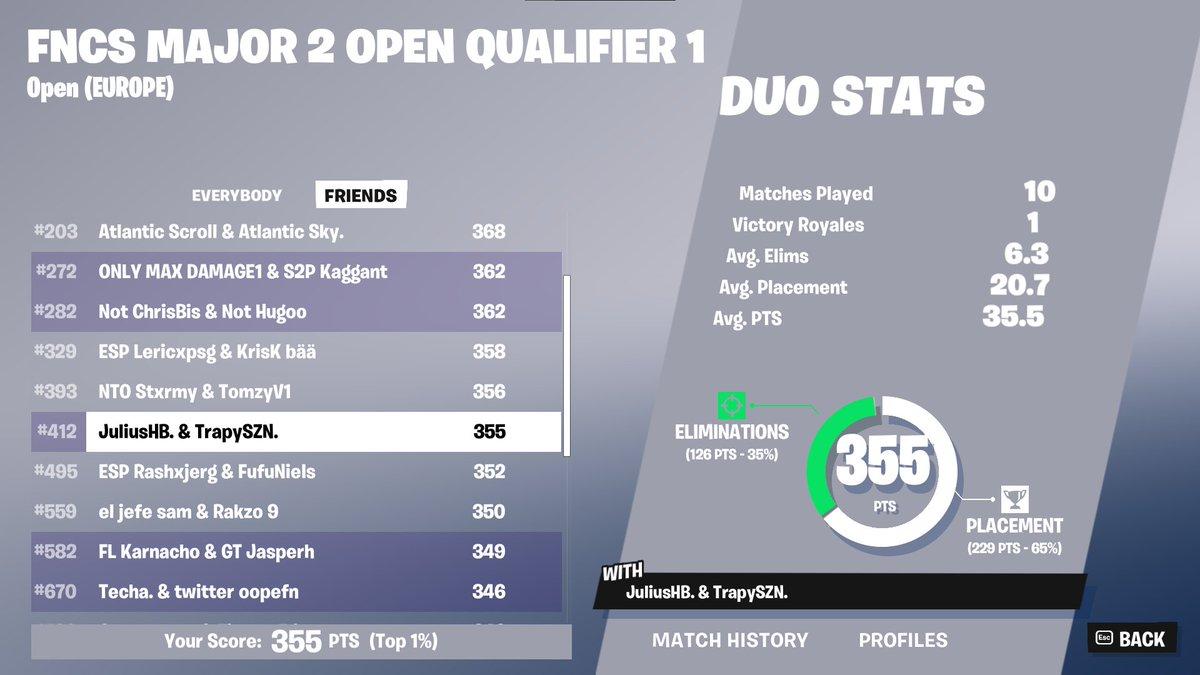 FNCS MAJOR 2 OPEN QUALIFIER 1
Open (EUROPE)
EVERYBODY FRIENDS
#203 Atlantic Scroll & Atlantic Sky. 368
#272 ONLY MAX DAMAGE1 & S2P Kaggant 362
#282 Not ChrisBis & Not Hugoo 362
#329 ESP Lericxpsg & KrisK bää 358
#393 NTO Stxrmy & TomzyV1 356
#412 JuliusHB. & TrapySZN. 355
#495 ESP Rashxjerg & FufuNiels 352
#559 el jefe sam & Rakzo 9 350
#582 FL Karnacho & GT Jasperh 349
#670 Techa. & twitter oopefn 346
Your Score: 355 PTS (Top 1%)
DUO STATS
Matches Played 10
Victory Royales 1
Avg. Elims 6.3
Avg. Placement 20.7
Avg. PTS 35.5
ELIMINATIONS
(126 PTS - 35%)
355
PTS
PLACEMENT
(229 PTS - 65%)
WITH
JuliusHB. & TrapySZN.
MATCH HISTORY PROFILES
Esc BACK